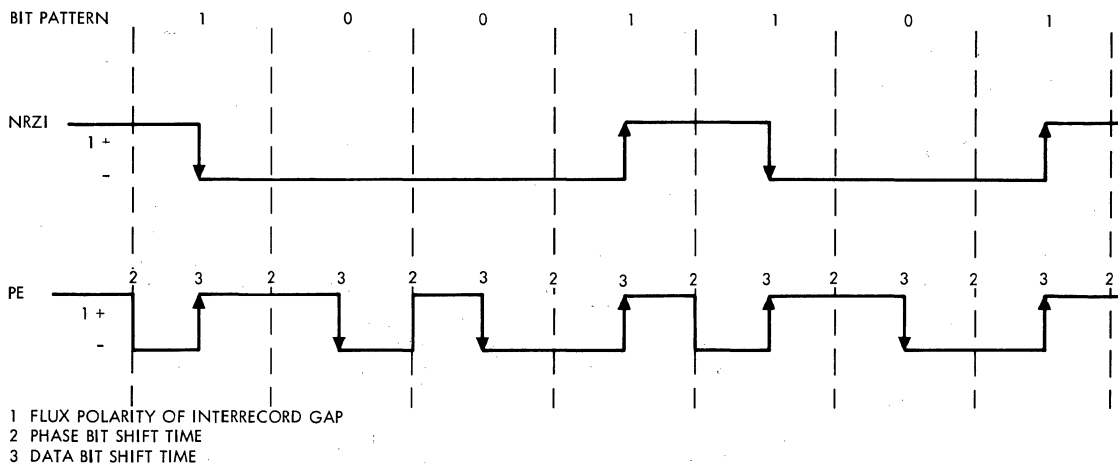 BIT PATTERN 1 0 0 1 1 0 1
NRZI
1 +
-
2 3 2 3 2 3 2 3 2 3 2 3 2 3 2
PE
1 +
-
1 FLUX POLARITY OF INTERRECORD GAP
2 PHASE BIT SHIFT TIME
3 DATA BIT SHIFT TIME